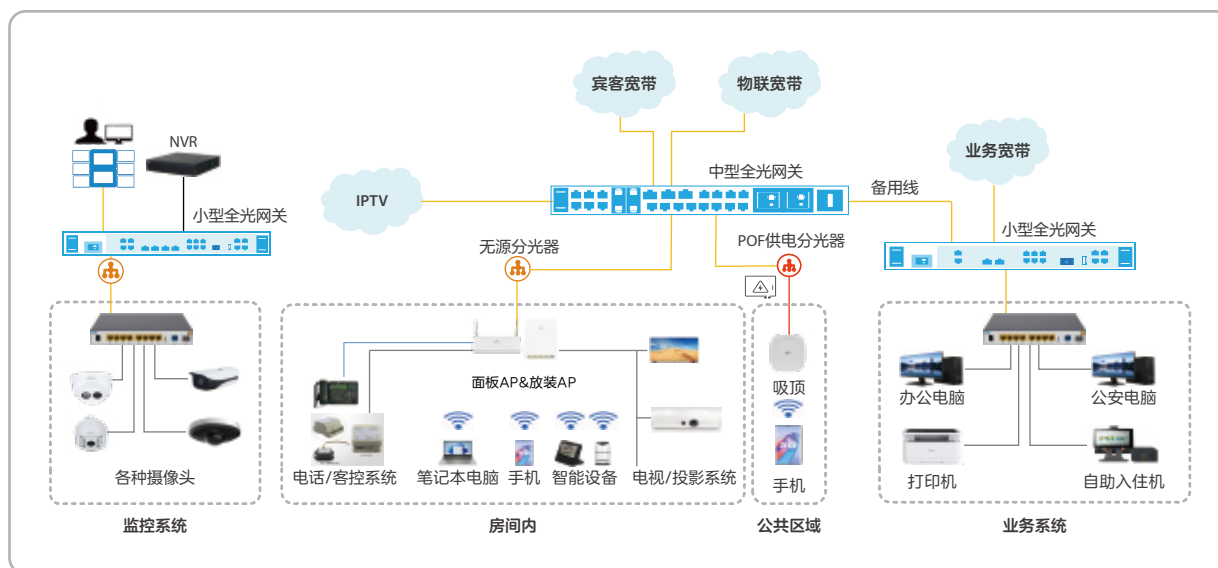 宾客宽带
物联宽带
NVR
业务宽带
中型全光网关
备用线
IPTV
小型全光网关
小型全光网关
无源分光器
POF供电分光器
面板AP&放装AP
吸顶
办公电脑
公安电脑
各种摄像头
电话/客控系统
笔记本电脑
手机
智能设备
电视/投影系统
手机
打印机
自助入住机
监控系统
房间内
公共区域
业务系统